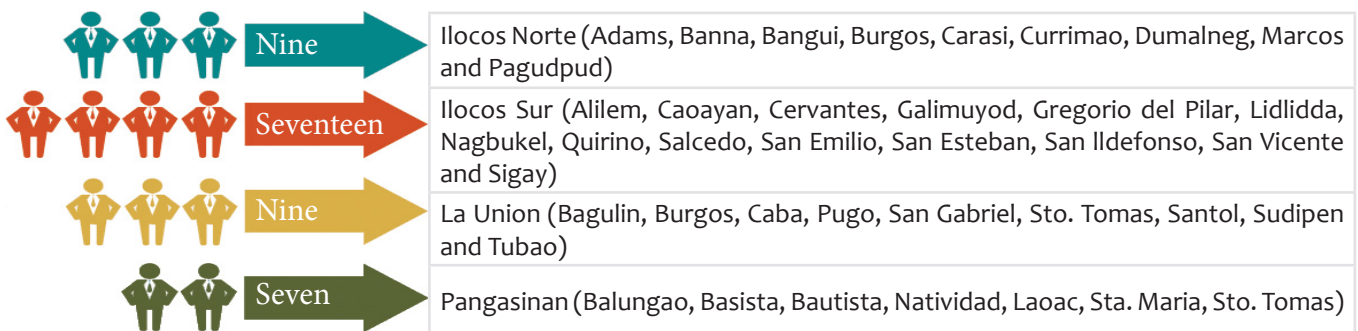 Nine
Ilocos Norte (Adams, Banna, Bangui, Burgos, Carasi, Currimao, Dumalneg, Marcos
and Pagudpud)
Seventeen
Ilocos Sur (Alilem, Caoayan, Cervantes, Galimuyod, Gregorio del Pilar, Lidlidda,
Nagbukel, Quirino, Salcedo, San Emilio, San Esteban, San lldefonso, San Vicente
and Sigay)
Nine
La Union (Bagulin, Burgos, Caba, Pugo, San Gabriel, Sto. Tomas, Santol, Sudipen
and Tubao)
Seven
Pangasinan (Balungao, Basista, Bautista, Natividad, Laoac, Sta. Maria, Sto. Tomas)